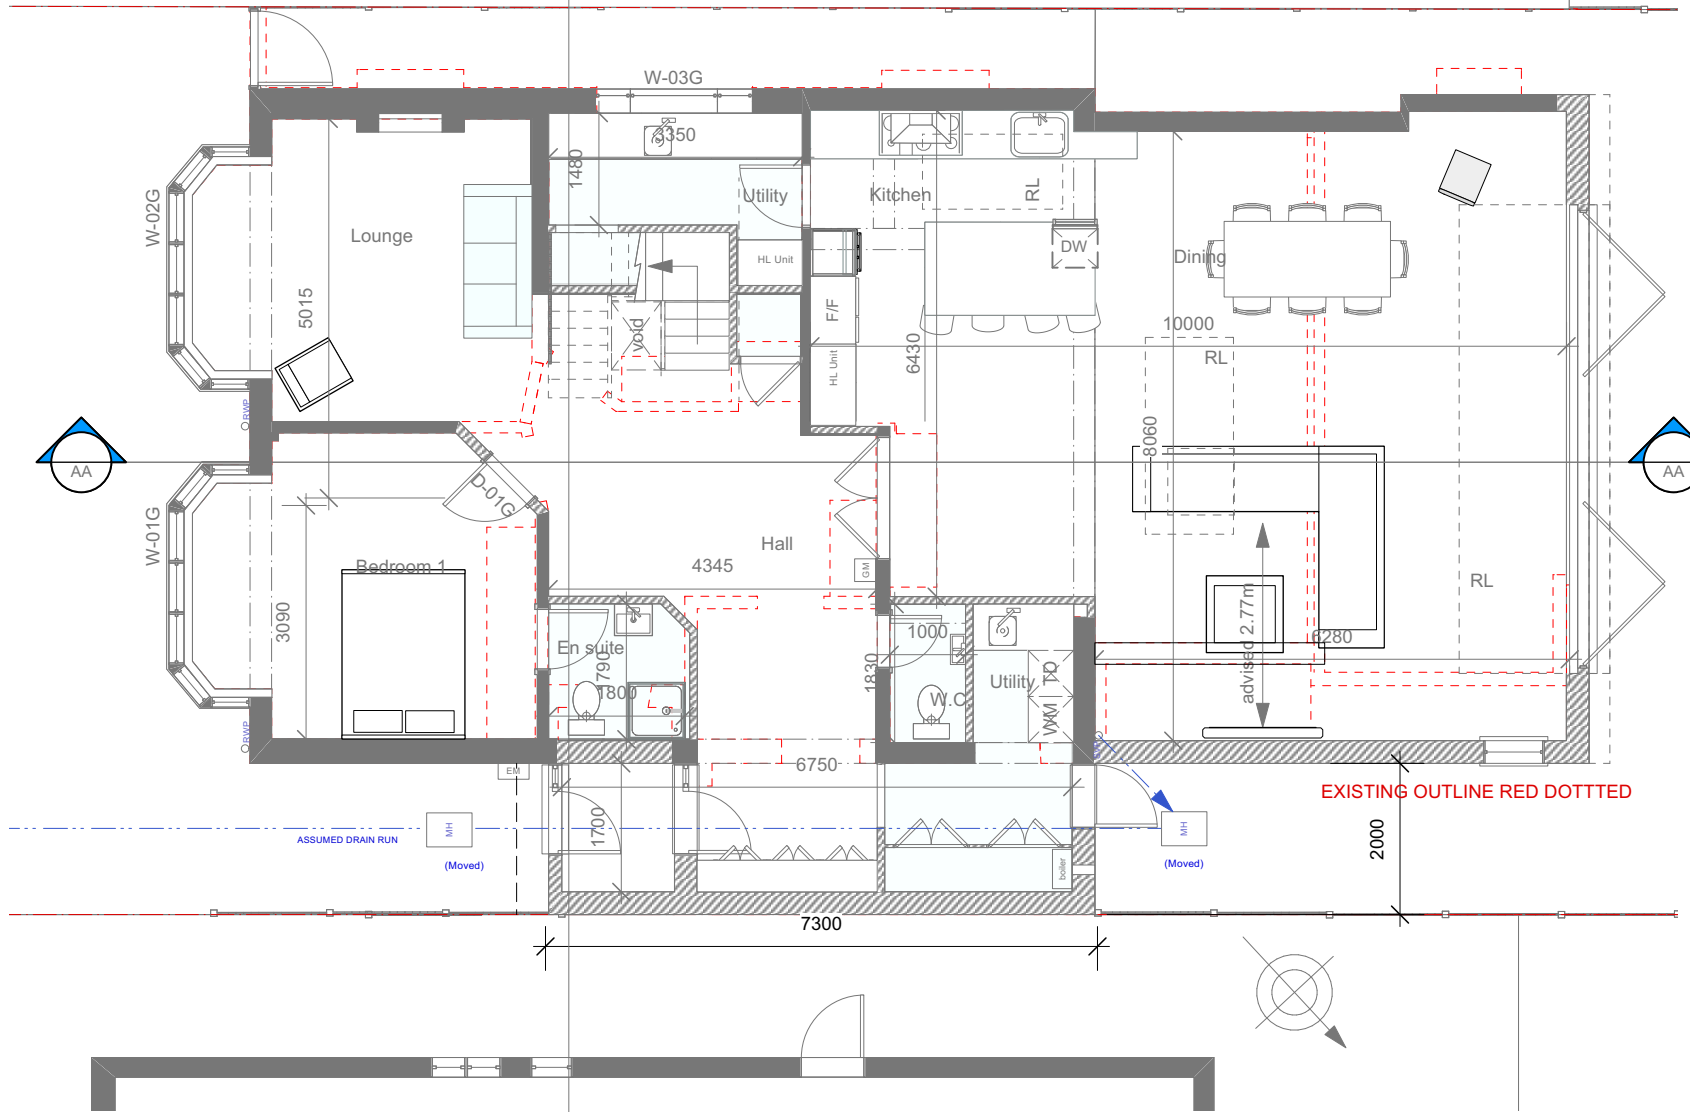 W-03G
3350
1480
Utility
Kitchen
RL
W-02G
Lounge
DW
Dining
HL Unit
5015
void
F/F
10000
RL
6430
HL Unit
RWP
8060
AA
AA
D-01G
W-01G
Hall
Bedroom 1
4345
GM
RL
3090
1000
6280
En suite
1790
1830
advised 2.77m
Utility
TD
1800
W.C.
WM
RWP
6750
EM
EXISTING OUTLINE RED DOTTTED
1700
MH
MH
ASSUMED DRAIN RUN
2000
(Moved)
(Moved)
boiler
7300